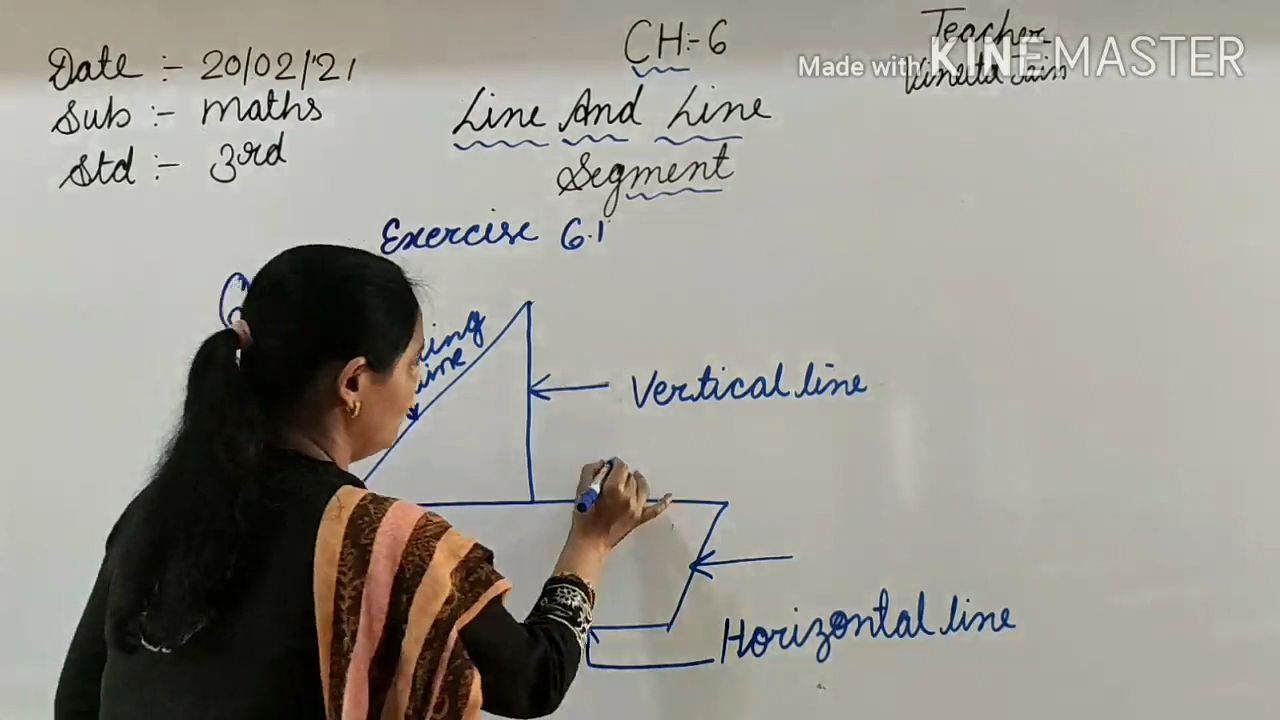 CH:- 6
Teacher
Made with KINEMASTER
Jain
Date :- 20/02/'21
Sub :- maths
Std :- 3rd
Line And Line
Segment
Exercise 6.1
Vertical line
Horizontal line